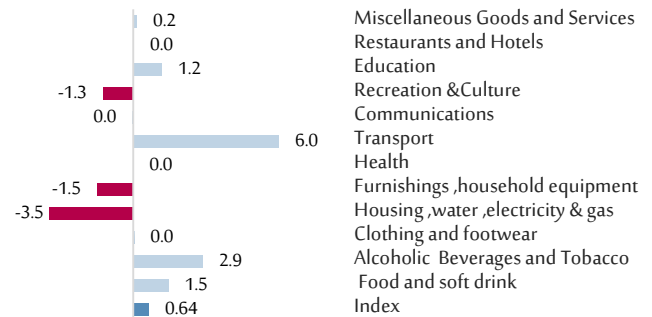 0.2 Miscellaneous Goods and Services
0.0 Restaurants and Hotels
1.2 Education
-1.3 Recreation &Culture
0.0 Communications
6.0 Transport
0.0 Health
-1.5 Furnishings ,household equipment
-3.5 Housing ,water ,electricity & gas
0.0 Clothing and footwear
2.9 Alcoholic Beverages and Tobacco
1.5 Food and soft drink
0.64 Index